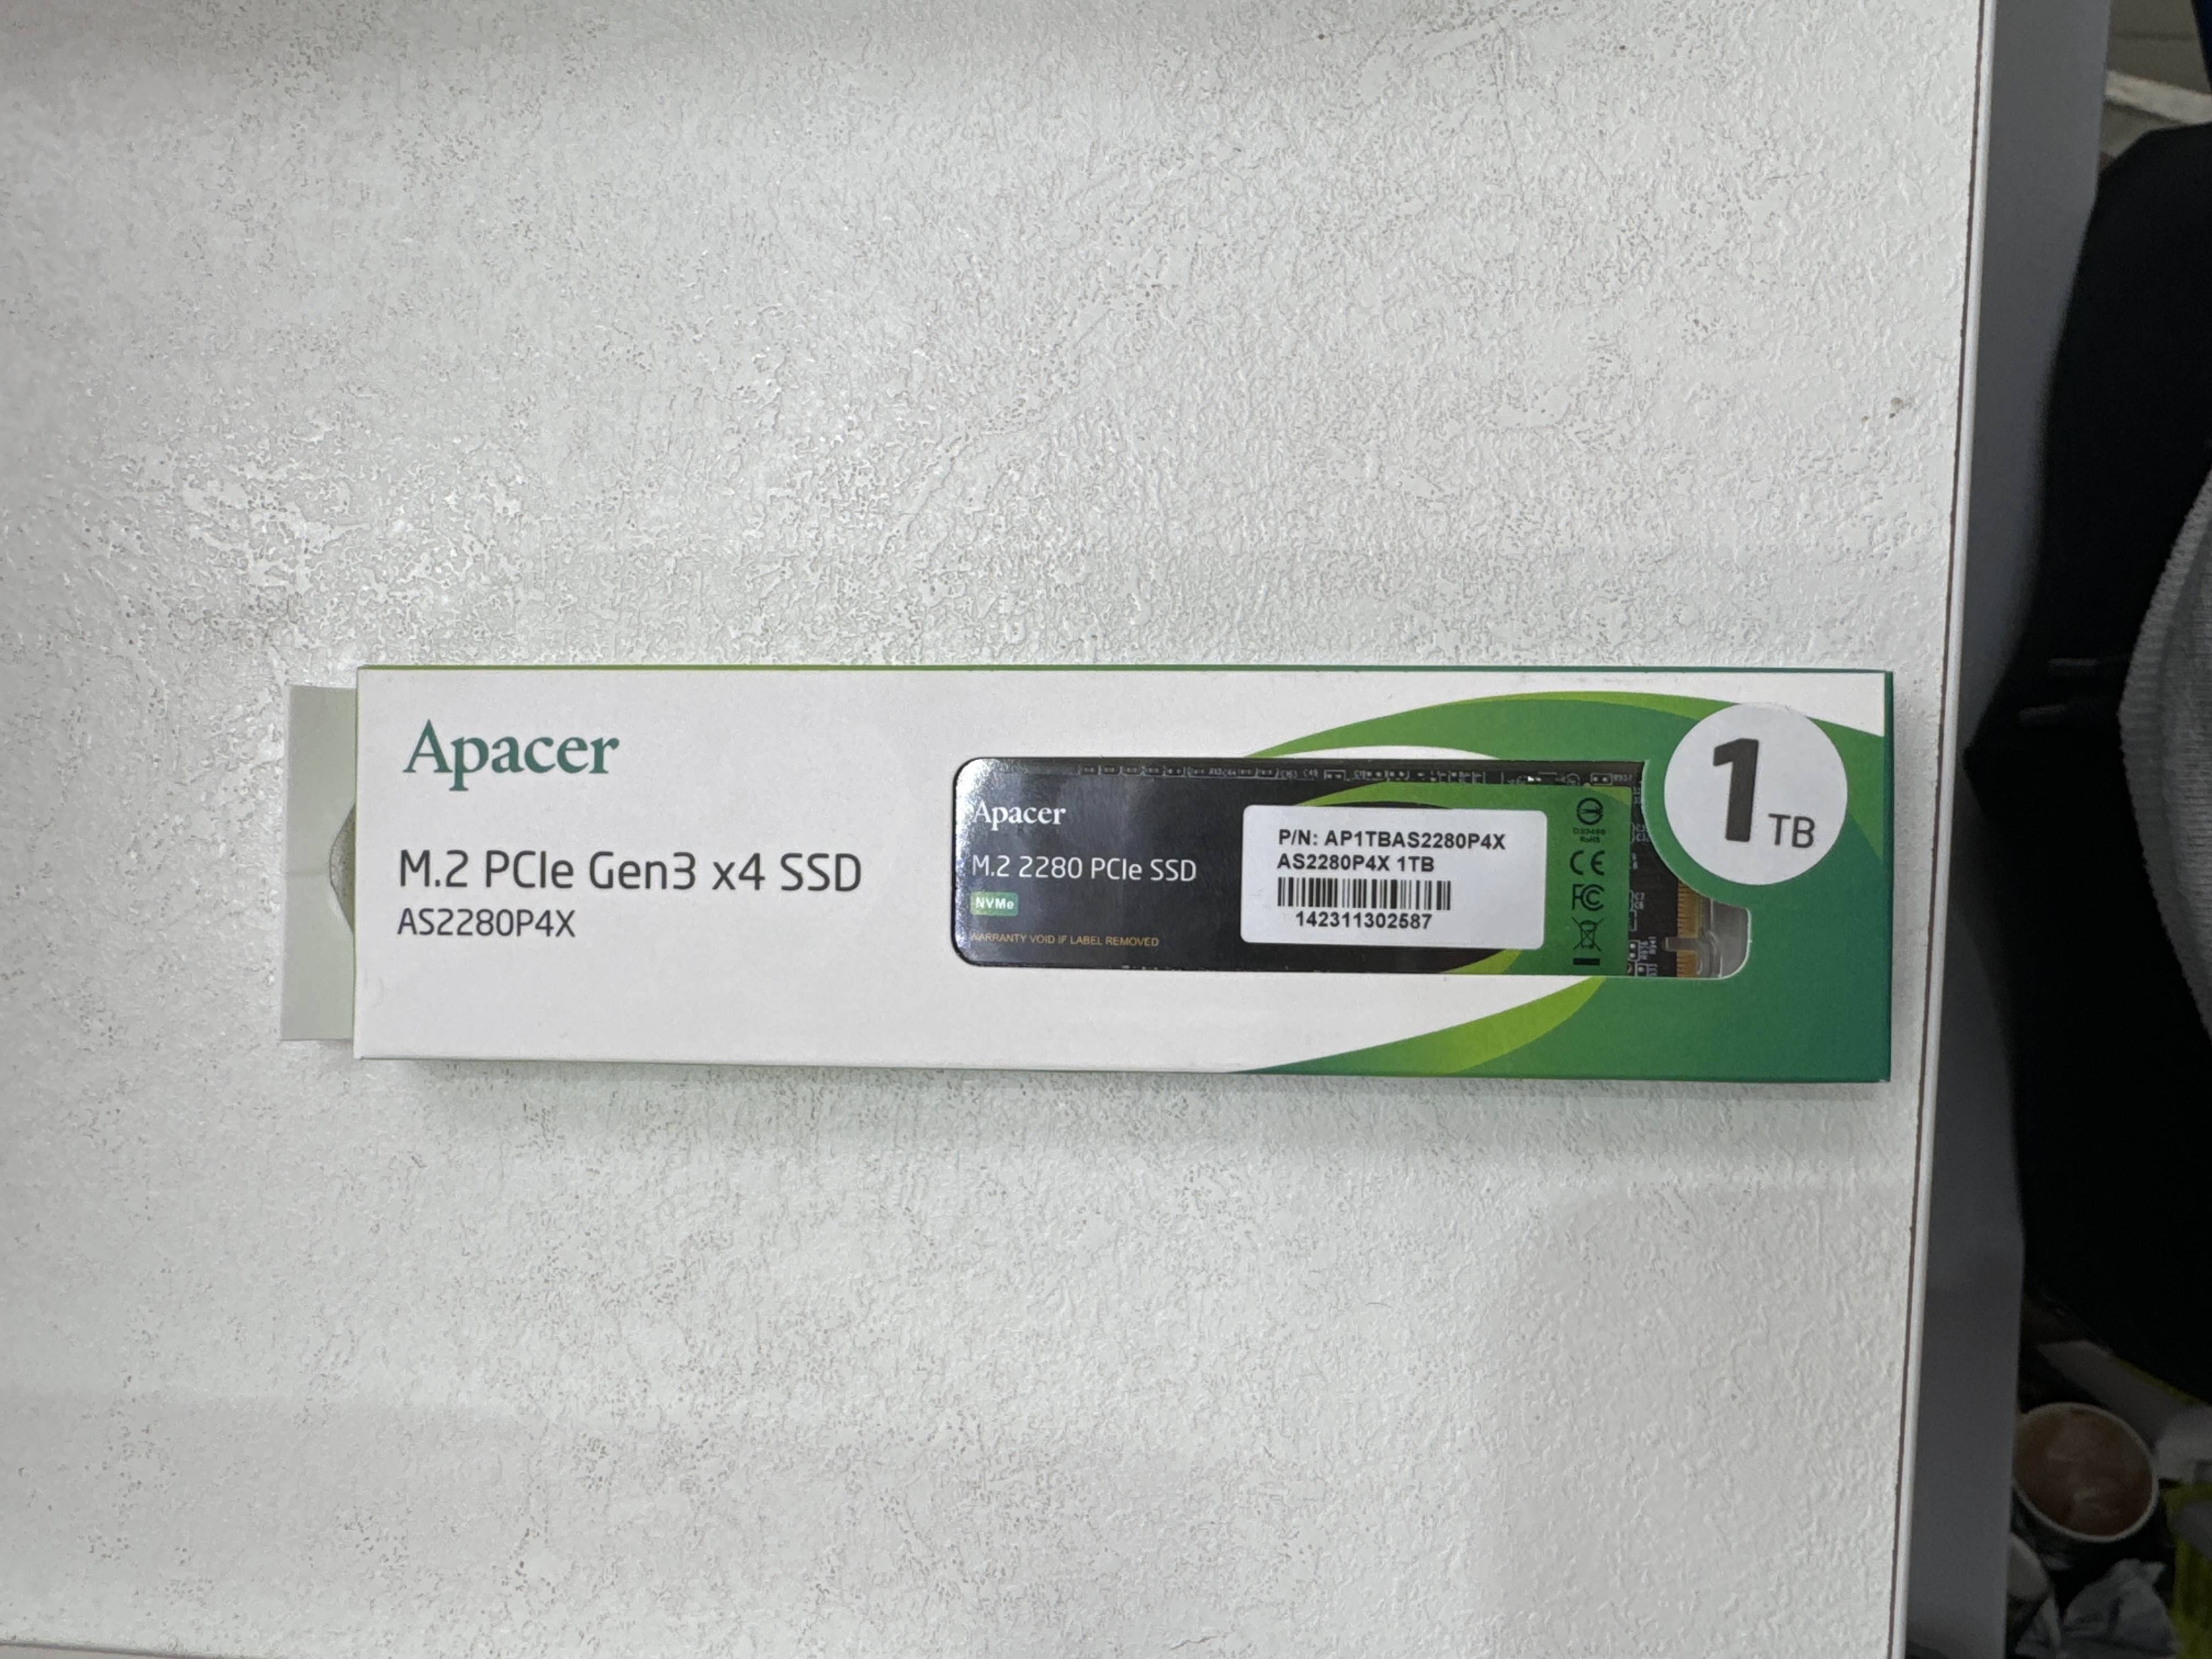 Apacer
M.2 PCIe Gen3 x4 SSD
AS2280P4X
Apacer
M.2 2280 PCIe SSD
NVMe
WARRANTY VOID IF LABEL REMOVED
P/N: AP1TBAS2280P4X
AS2280P4X 1TB
142311302587
RoHS
CE
FC
1 TB